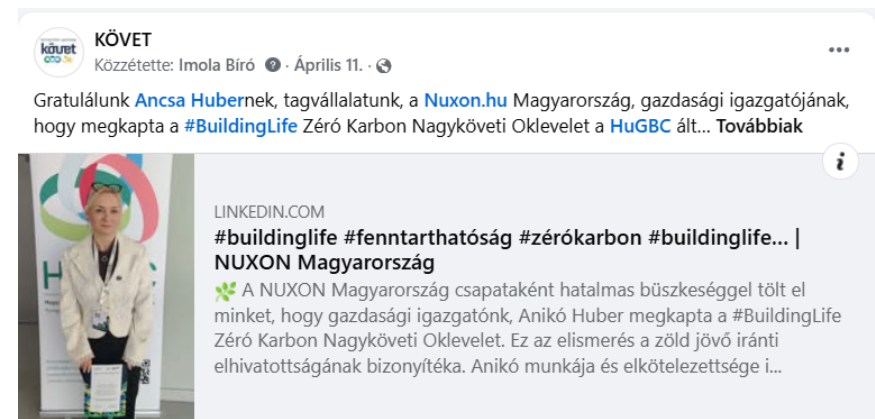 követ
KÖVET
Közzétette: Imola Bíró · Április 11. ·
Gratulálunk Ancsa Hubernek, tagvállalatunk, a Nuxon.hu Magyarország, gazdasági igazgatójának,
hogy megkapta a #BuildingLife Zéró Karbon Nagyköveti Oklevelet a HuGBC ált... Továbbiak
LINKEDIN.COM
#buildinglife #fenntarthatóság #zérókarbon #buildinglife... |
NUXON Magyarország
🌿 A NUXON Magyarország csapataként hatalmas büszkeséggel tölt el
minket, hogy gazdasági igazgatónk, Anikó Huber megkapta a #BuildingLife
Zéró Karbon Nagyköveti Oklevelet. Ez az elismerés a zöld jövő iránti
elhivatottságának bizonyítéka. Anikó munkája és elkötelezettsége i...